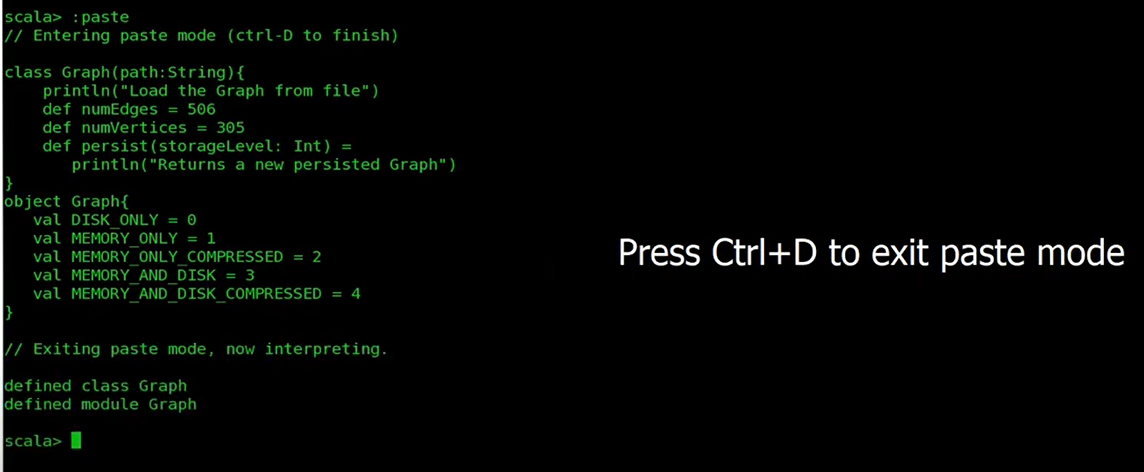 scala> :paste
// Entering paste mode (ctrl-D to finish)
class Graph(path:String){
    println("Load the Graph from file")
    def numEdges = 506
    def numVertices = 305
    def persist(storageLevel: Int) =
       println("Returns a new persisted Graph")
}
object Graph{
   val DISK_ONLY = 0
   val MEMORY_ONLY = 1
   val MEMORY_ONLY_COMPRESSED = 2
   val MEMORY_AND_DISK = 3
   val MEMORY_AND_DISK_COMPRESSED = 4
}
// Exiting paste mode, now interpreting.
defined class Graph
defined module Graph
scala>
Press Ctrl+D to exit paste mode